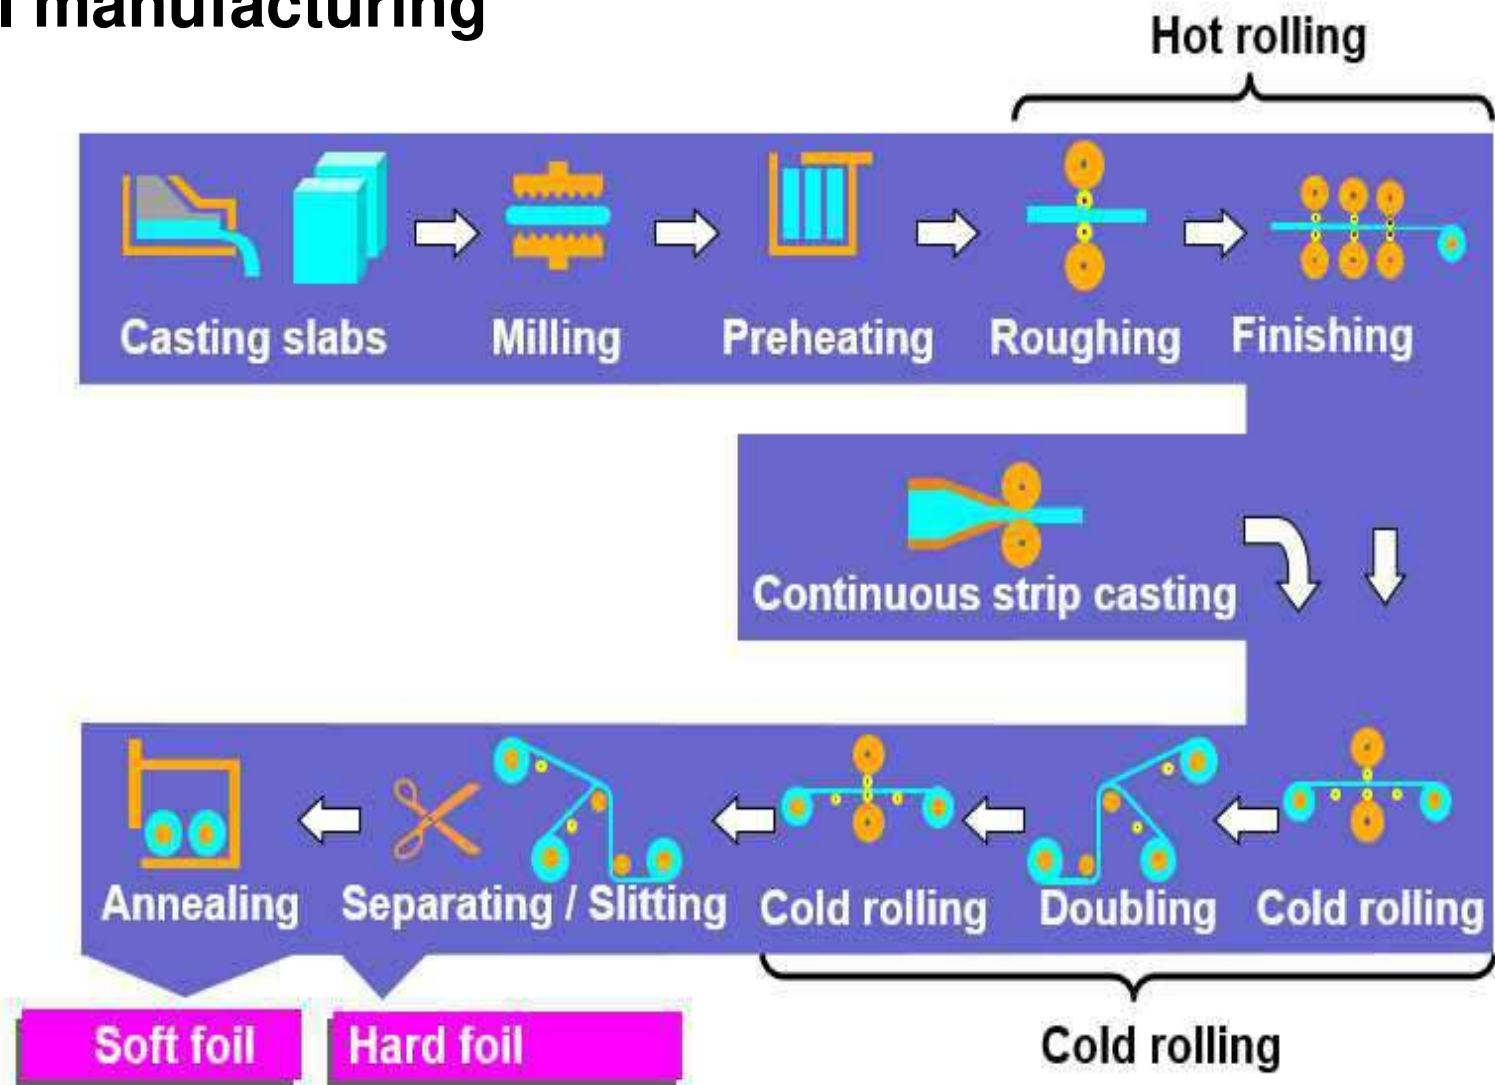 manufacturing
Hot rolling
Casting slabs
Milling
Preheating
Roughing
Finishing
Continuous strip casting
Annealing
Separating / Slitting
Cold rolling
Doubling
Cold rolling
Soft foil
Hard foil
Cold rolling